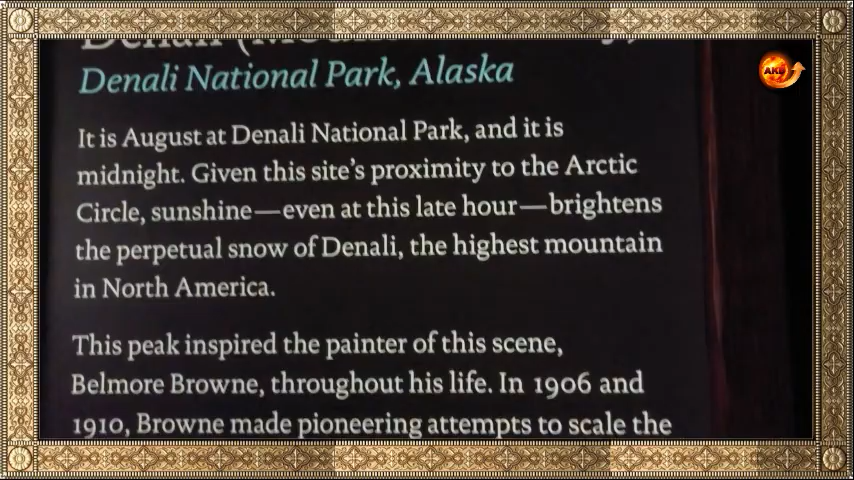 Denali National Park, Alaska
It is August at Denali National Park, and it is
midnight. Given this site's proximity to the Arctic
Circle, sunshine—even at this late hour—brightens
the perpetual snow of Denali, the highest mountain
in North America.
This peak inspired the painter of this scene,
Belmore Browne, throughout his life. In 1906 and
1910, Browne made pioneering attempts to scale the